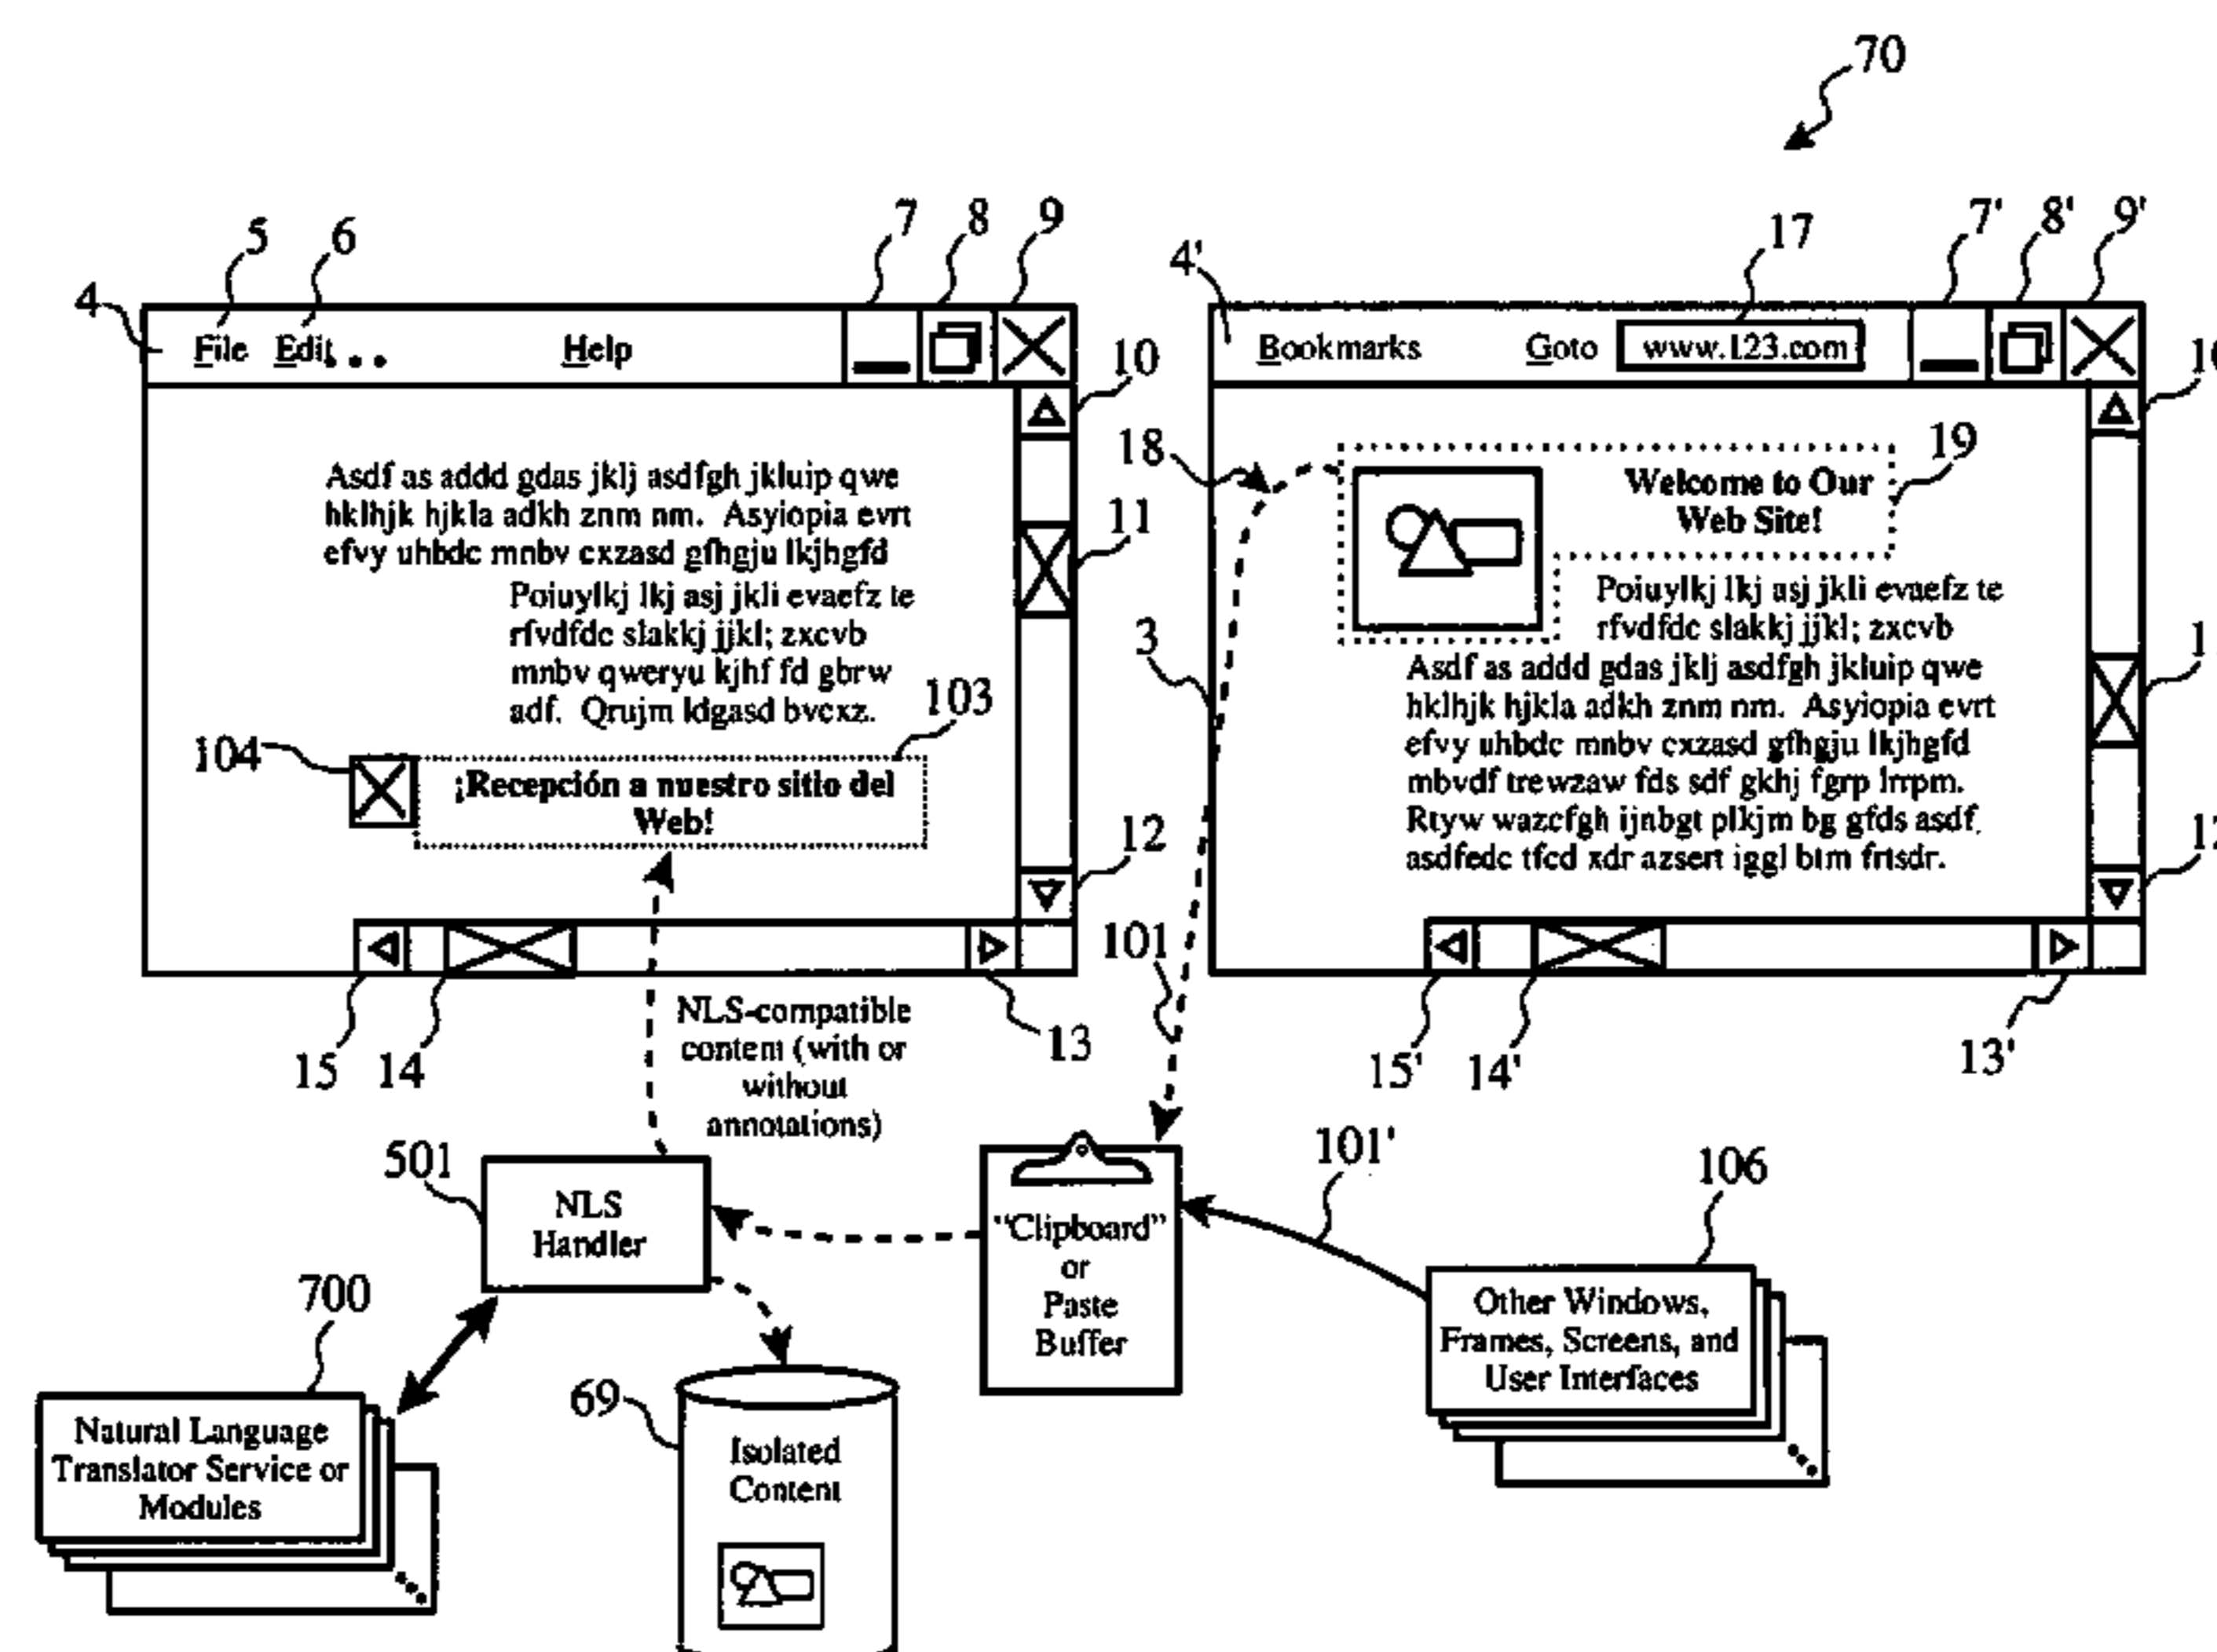 70
5
6
7
8
9
4
File Edit... Help
10
11
12
13
14
15
Asdf as addd gdas jklj asdfgh jkluip qwe
hklhjk hjkla adkh znm nm. Asyiopia evrt
efvy uhbdc mnbv cxzasd gfhgju lkjhgfd
Poiuylkj lkj asj jkli evaefz te
rfvdfdc slakkj jjkl; zxcvb
mnbv qweryu kjhf fd gbrw
adf. Qrujm ldgasd bvcxz.
103
104
¡Recepción a nuestro sitio del
Web!
4'
17
7'
8'
9'
Bookmarks Goto www.123.com
18
19
3
Welcome to Our
Web Site!
Poiuylkj lkj asj jkli evaefz te
rfvdfdc slakkj jjkl; zxcvb
Asdf as addd gdas jklj asdfgh jkluip qwe
hklhjk hjkla adkh znm nm. Asyiopia evrt
efvy uhbdc mnbv cxzasd gfhgju lkjhgfd
mbvdf trewzaw fds sdf gkhj fgrp lrrpm.
Rtyw wazcfgh ijnbgt plkjm bg gfds asdf,
asdfedc tfcd xdr azsert iggl btm frtsdr.
15'
14'
13'
101
NLS-compatible
content (with or
without
annotations)
501
NLS
Handler
"Clipboard"
or
Paste
Buffer
101'
106
Other Windows,
Frames, Screens, and
User Interfaces
700
Natural Language
Translator Service or
Modules
69
Isolated
Content